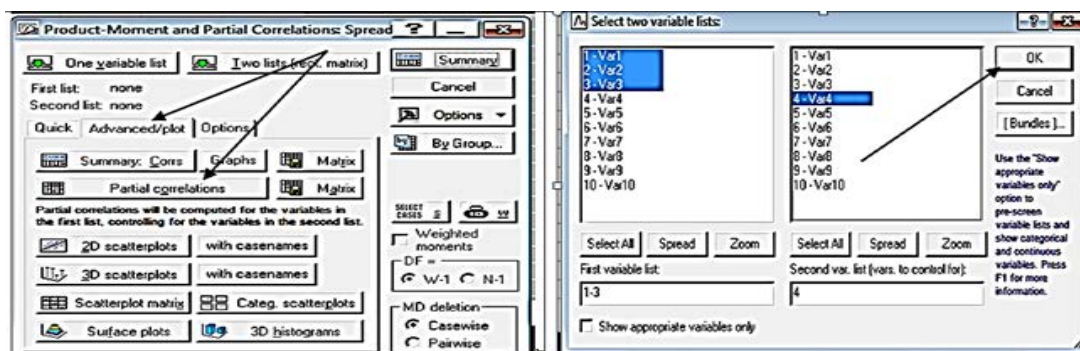 Product-Moment and Partial Correlations: Spread
One variable list
Two lists (rect. matrix)
Summary
First list: none
Second list: none
Cancel
Quick
Advanced/plot
Options
Options
By Group...
Summary: Corrs
Graphs
Matrix
Partial correlations
Matrix
Partial correlations will be computed for the variables in
the first list, controlling for the variables in the second list.
SELECT
CASES
S
W
Weighted
moments
2D scatterplots
with casenames
3D scatterplots
with casenames
DF =
W-1
N-1
Scatterplot matrix
Categ. scatterplots
Surface plots
3D histograms
MD deletion
Casewise
Pairwise
Select two variable lists:
1 - Var1
2 - Var2
3 - Var3
4 - Var4
5 - Var5
6 - Var6
7 - Var7
8 - Var8
9 - Var9
10 - Var10
1 - Var1
2 - Var2
3 - Var3
4 - Var4
5 - Var5
6 - Var6
7 - Var7
8 - Var8
9 - Var9
10 - Var10
OK
Cancel
[Bundles]...
Use the "Show
appropriate
variables only"
option to
pre-screen
variable lists and
show categorical
and continuous
variables. Press
F1 for more
information.
Select All
Spread
Zoom
Select All
Spread
Zoom
First variable list:
Second var. list (vars. to control for):
1-3
4
Show appropriate variables only